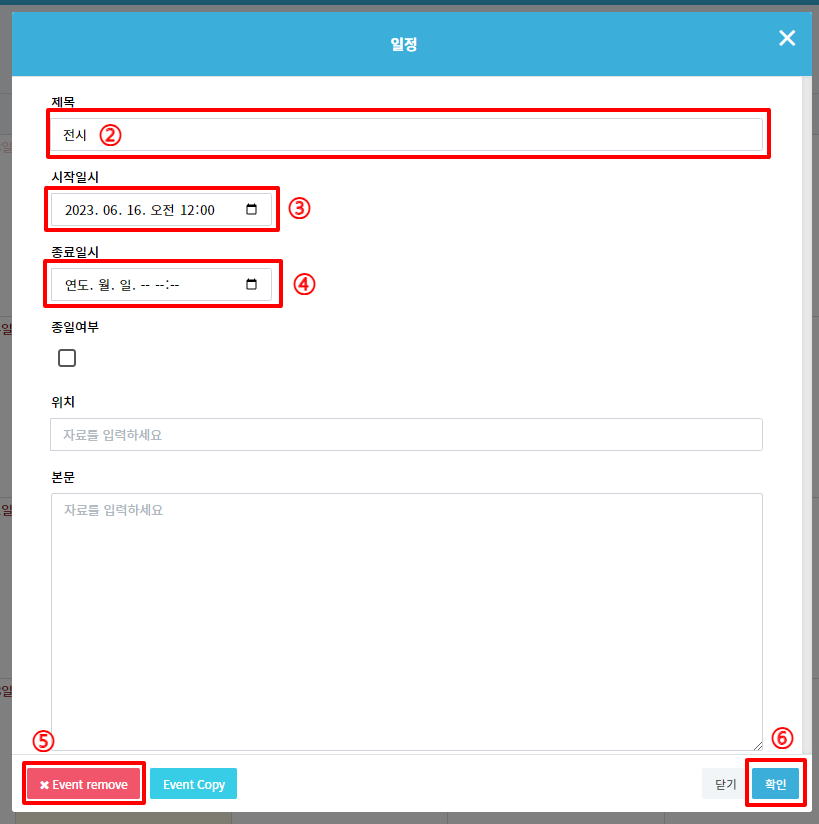 일정
제목
전시 ②
시작일시
2023. 06. 16. 오전 12:00 ③
종료일시
연도. 월. 일. -- --:-- ④
종일여부
위치
자료를 입력하세요
본문
자료를 입력하세요
⑤ ⑥
Event remove Event Copy 닫기 확인